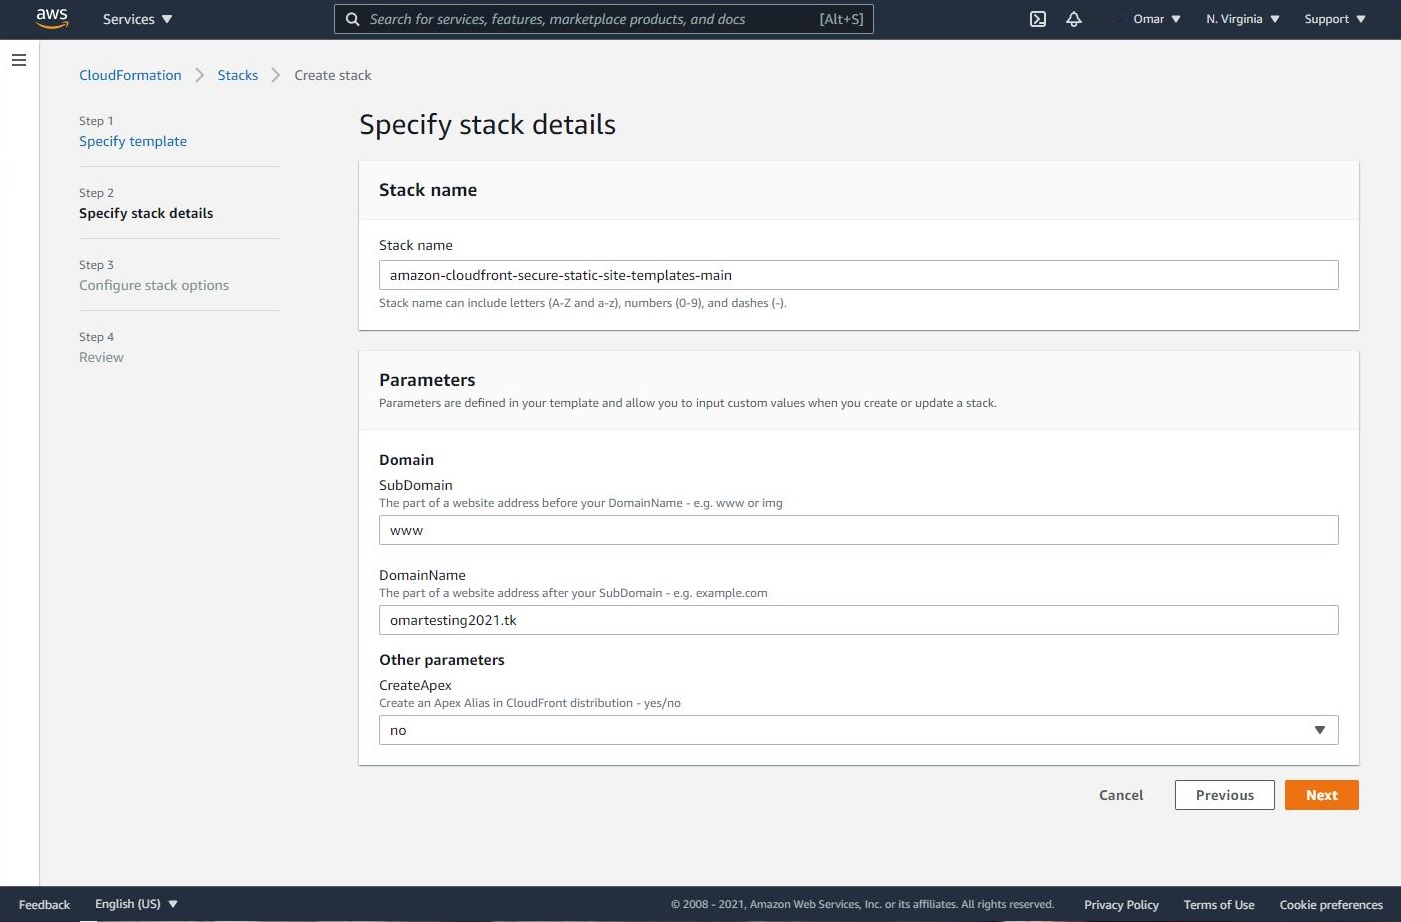 aws Services Search for services, features, marketplace products, and docs [Alt+S] Omar N. Virginia Support
CloudFormation Stacks Create stack
Step 1
Specify template
Step 2
Specify stack details
Step 3
Configure stack options
Step 4
Review
Specify stack details
Stack name
Stack name
amazon-cloudfront-secure-static-site-templates-main
Stack name can include letters (A-Z and a-z), numbers (0-9), and dashes (-).
Parameters
Parameters are defined in your template and allow you to input custom values when you create or update a stack.
Domain
SubDomain
The part of a website address before your DomainName - e.g. www or img
www
DomainName
The part of a website address after your SubDomain - e.g. example.com
omartesting2021.tk
Other parameters
CreateApex
Create an Apex Alias in CloudFront distribution - yes/no
no
Cancel Previous Next
Feedback English (US) © 2008 - 2021, Amazon Web Services, Inc. or its affiliates. All rights reserved. Privacy Policy Terms of Use Cookie preferences